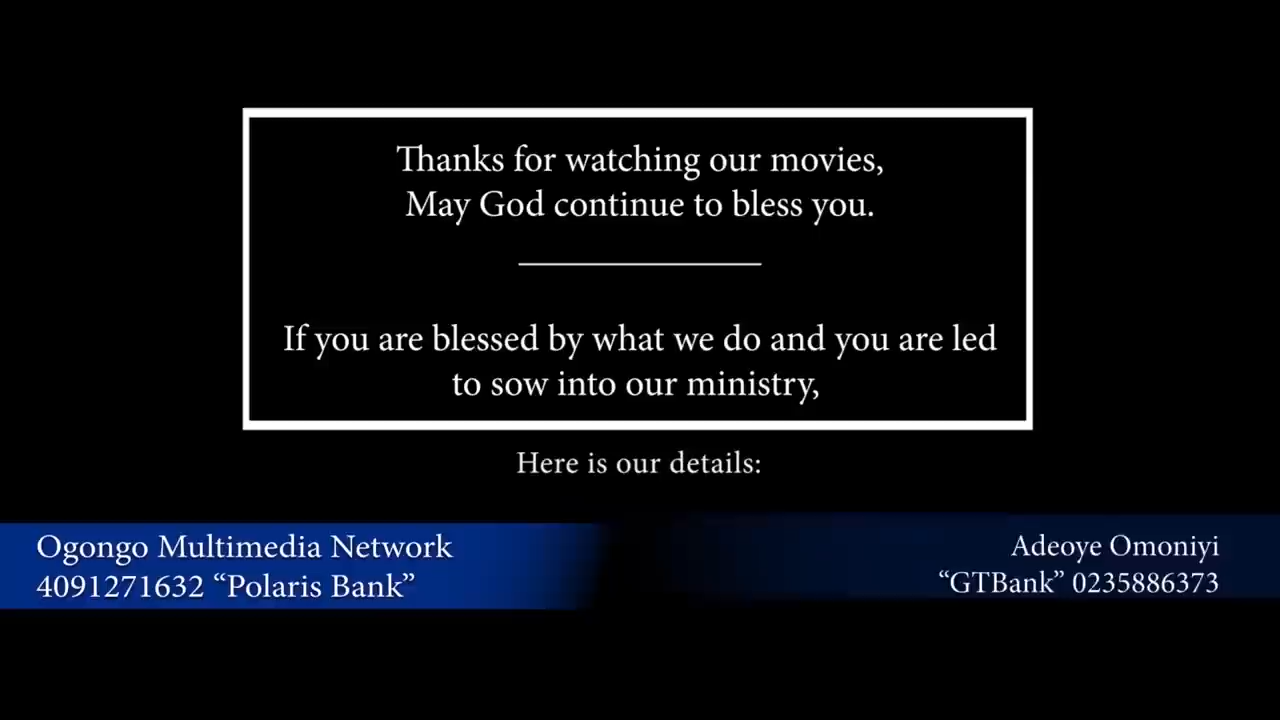 Thanks for watching our movies,
May God continue to bless you.
If you are blessed by what we do and you are led
to sow into our ministry,
Here is our details:
Ogongo Multimedia Network
4091271632 “Polaris Bank”
Adeoye Omoniyi
“GTBank” 0235886373